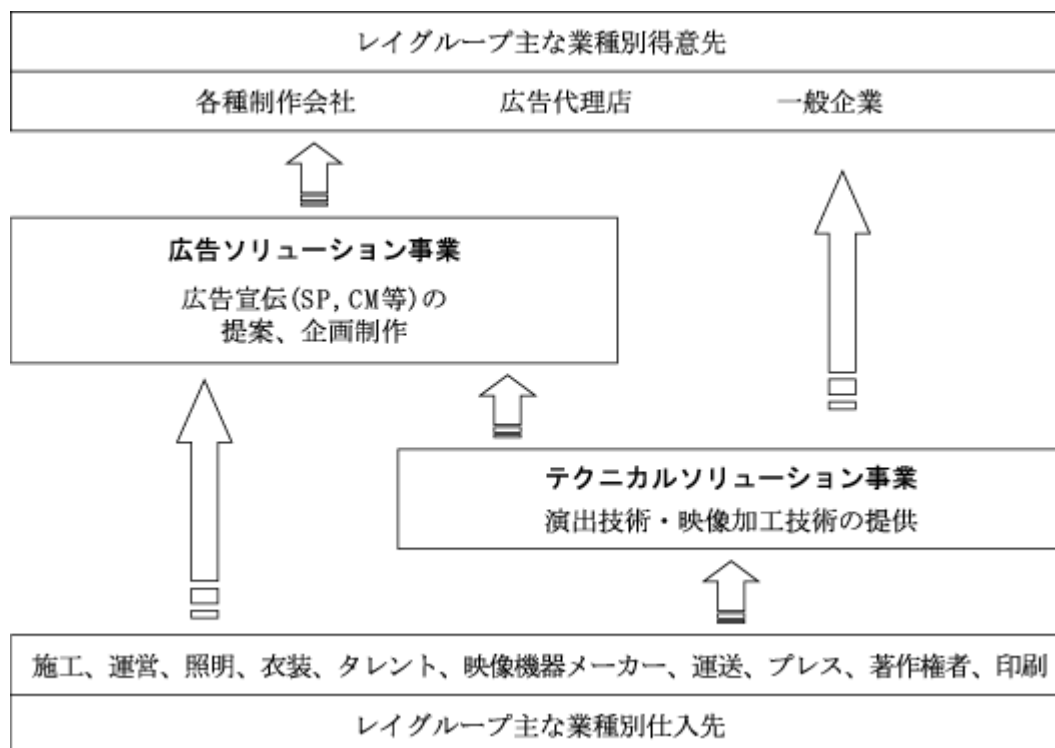 レイグループ主な業種別得意先
各種制作会社 広告代理店 一般企業
広告ソリューション事業
広告宣伝(SP,CM等)の
提案、企画制作
テクニカルソリューション事業
演出技術・映像加工技術の提供
施工、運営、照明、衣装、タレント、映像機器メーカー、運送、プレス、著作権者、印刷
レイグループ主な業種別仕入先